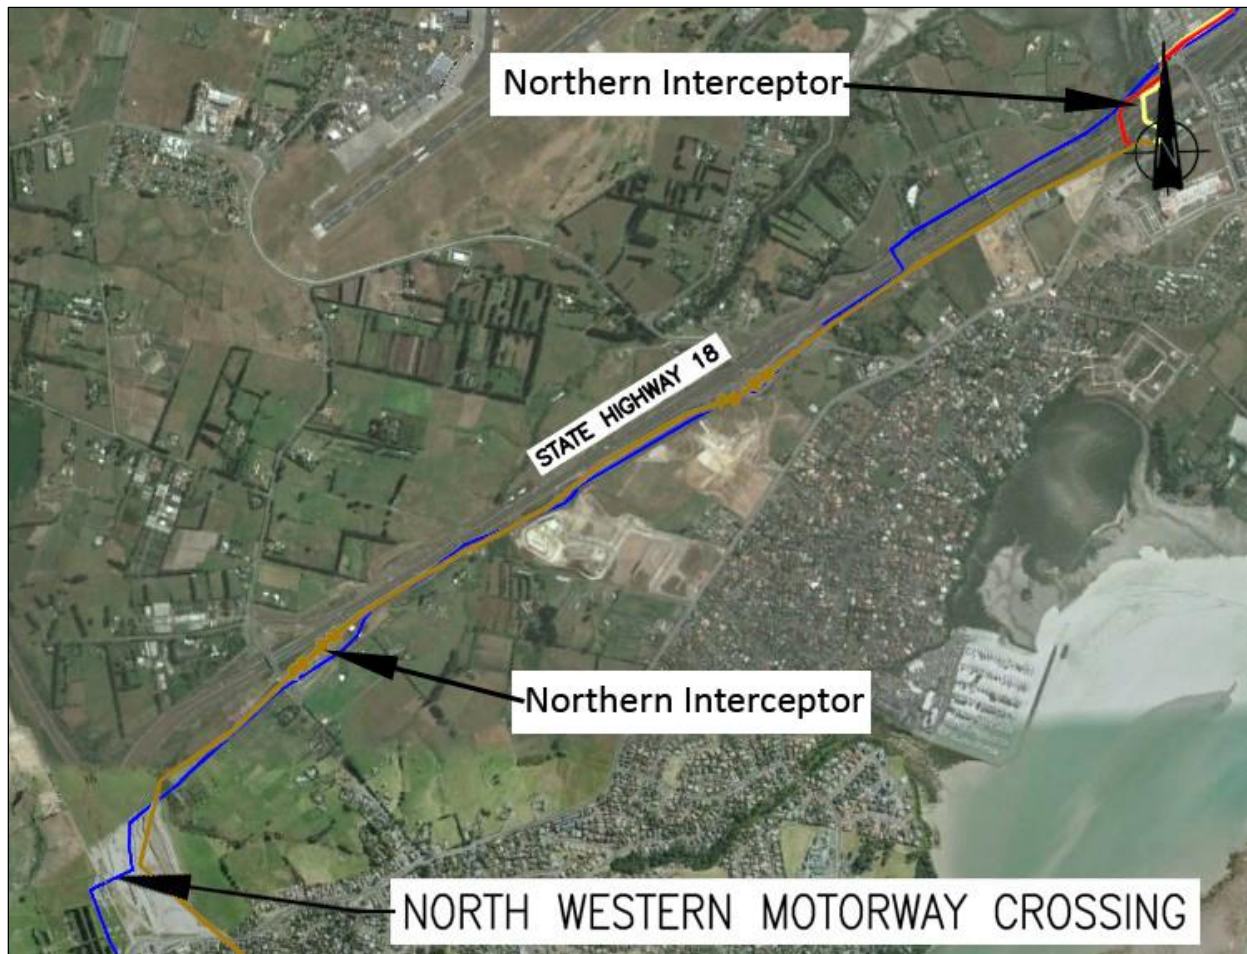 Northern Interceptor
N
STATE HIGHWAY 18
Northern Interceptor
NORTH WESTERN MOTORWAY CROSSING